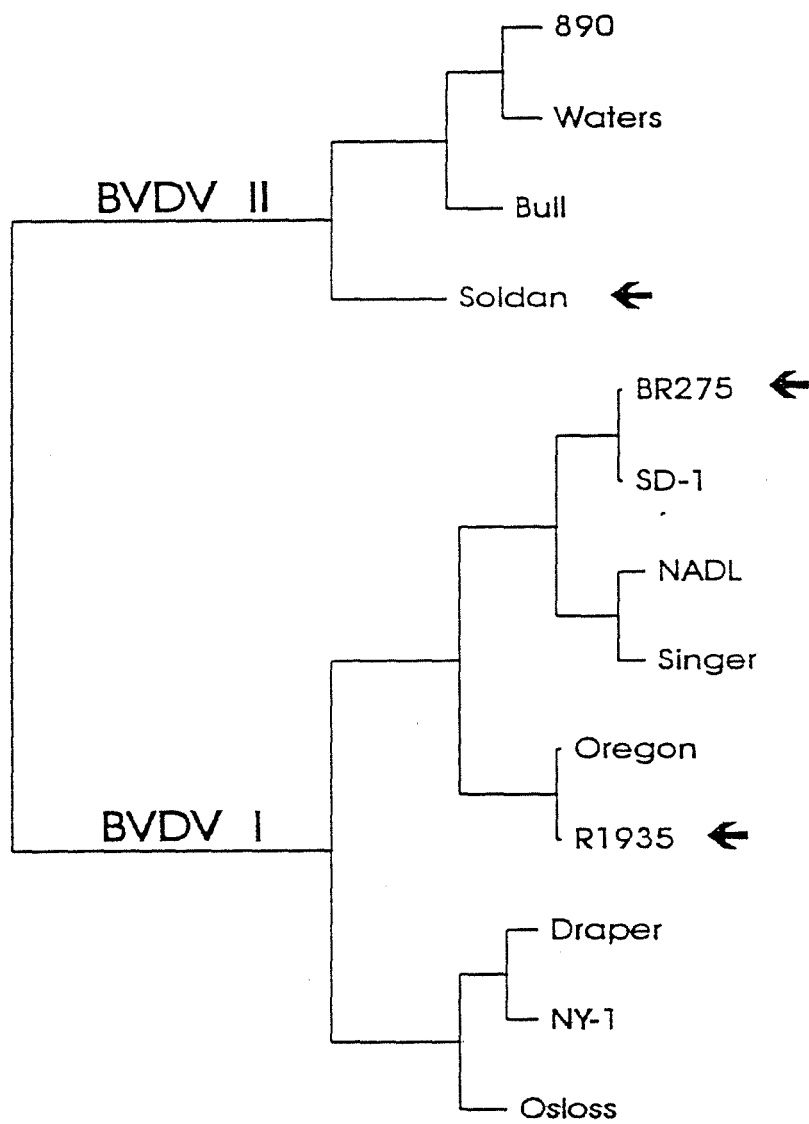 890
Waters
BVDV II
Bull
Soldan
BR275
SD-1
NADL
Singer
Oregon
BVDV I
R1935
Draper
NY-1
Osloss